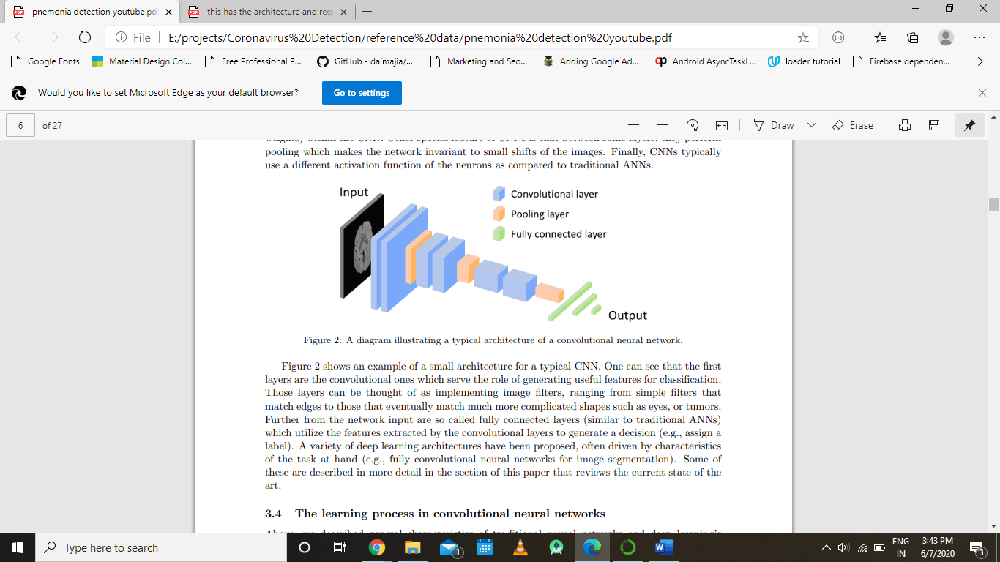 pnemonia detection youtube.pd
this has the architecture and req
File
E:/projects/Coronavirus%20Detection/reference%20data/pnemonia%20detection%20youtube.pdf
Google Fonts
Material Design Col...
Free Professional P...
GitHub - daimajia/...
Marketing and Seo...
Adding Google Ad...
Android AsyncTaskL...
loader tutorial
Firebase dependen...
Would you like to set Microsoft Edge as your default browser?
Go to settings
6
of 27
Draw
Erase
pooling which makes the network invariant to small shifts of the images. Finally, CNNs typically
use a different activation function of the neurons as compared to traditional ANNs.
Input
Convolutional layer
Pooling layer
Fully connected layer
Output
Figure 2: A diagram illustrating a typical architecture of a convolutional neural network.
Figure 2 shows an example of a small architecture for a typical CNN. One can see that the first
layers are the convolutional ones which serve the role of generating useful features for classification.
Those layers can be thought of as implementing image filters, ranging from simple filters that
match edges to those that eventually match much more complicated shapes such as eyes, or tumors.
Further from the network input are so called fully connected layers (similar to traditional ANNs)
which utilize the features extracted by the convolutional layers to generate a decision (e.g., assign a
label). A variety of deep learning architectures have been proposed, often driven by characteristics
of the task at hand (e.g., fully convolutional neural networks for image segmentation). Some of
these are described in more detail in the section of this paper that reviews the current state of the
art.
3.4 The learning process in convolutional neural networks
Type here to search
1
ENG
IN
3:43 PM
6/7/2020
3